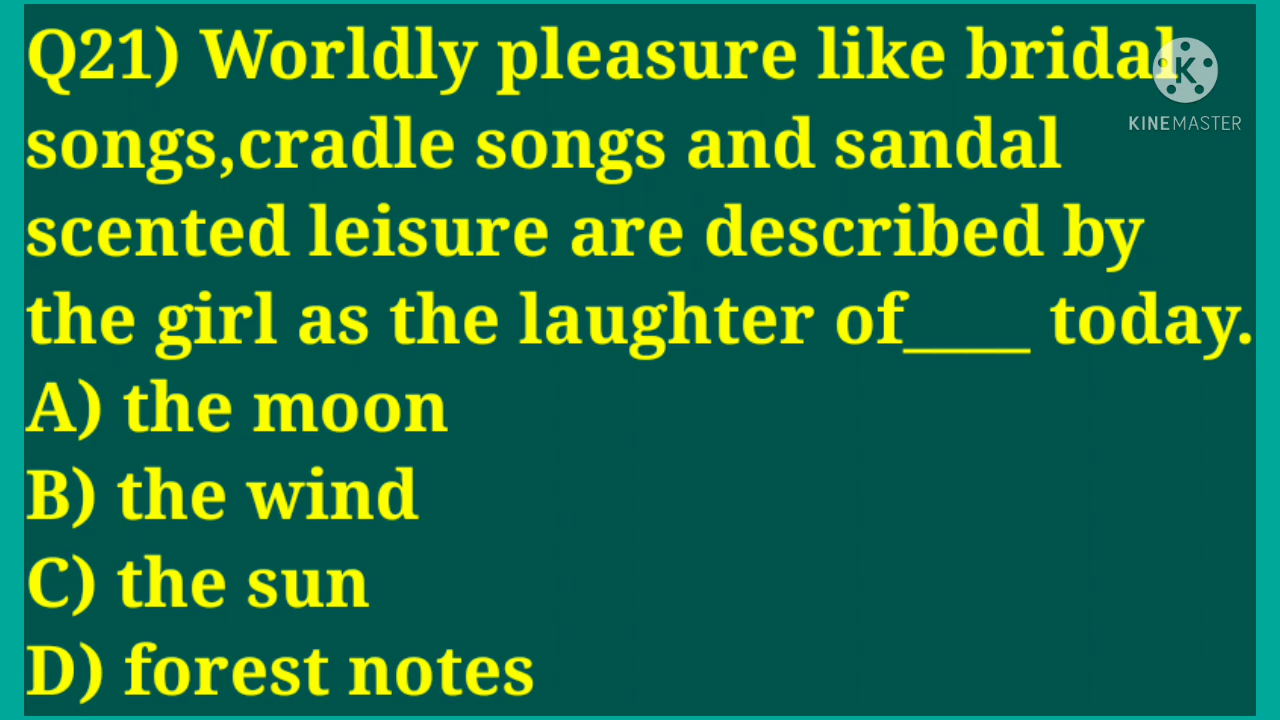 Q21) Worldly pleasure like bridal
songs,cradle songs and sandal
scented leisure are described by
the girl as the laughter of____ today.
A) the moon
B) the wind
C) the sun
D) forest notes
K
KINEMASTER